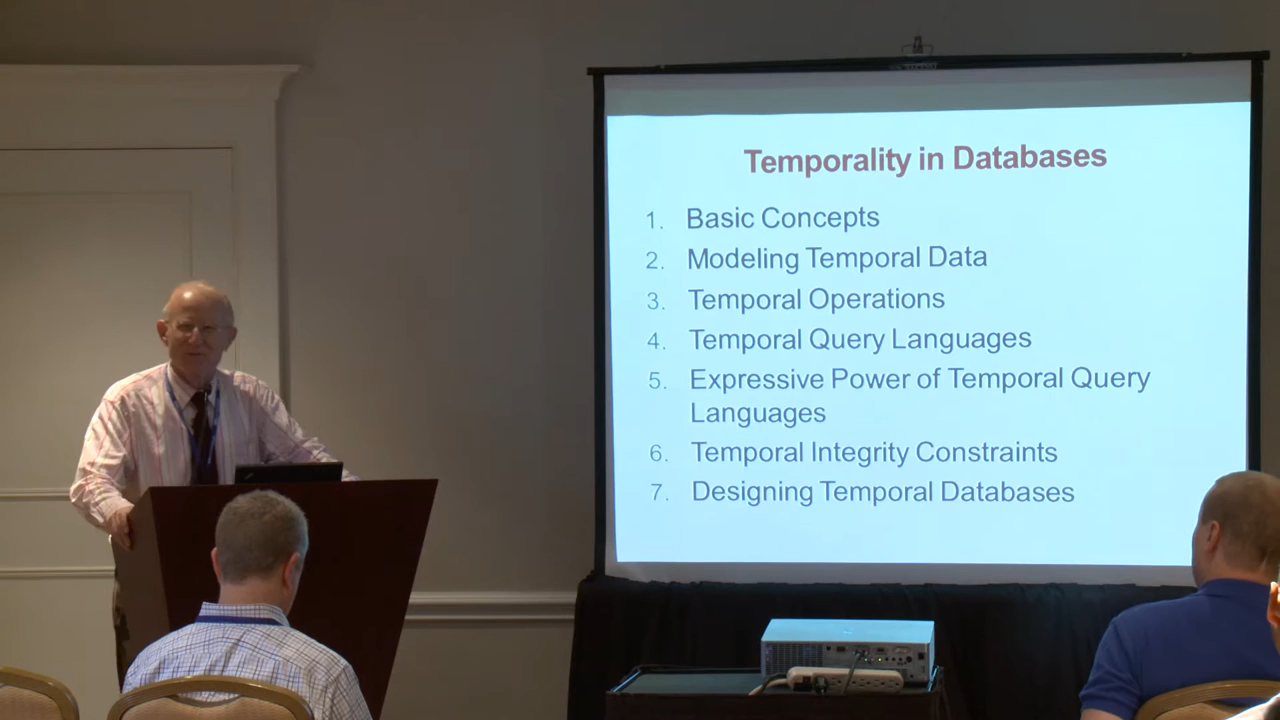 Temporality in Databases
1. Basic Concepts
2. Modeling Temporal Data
3. Temporal Operations
4. Temporal Query Languages
5. Expressive Power of Temporal Query
Languages
6. Temporal Integrity Constraints
7. Designing Temporal Databases